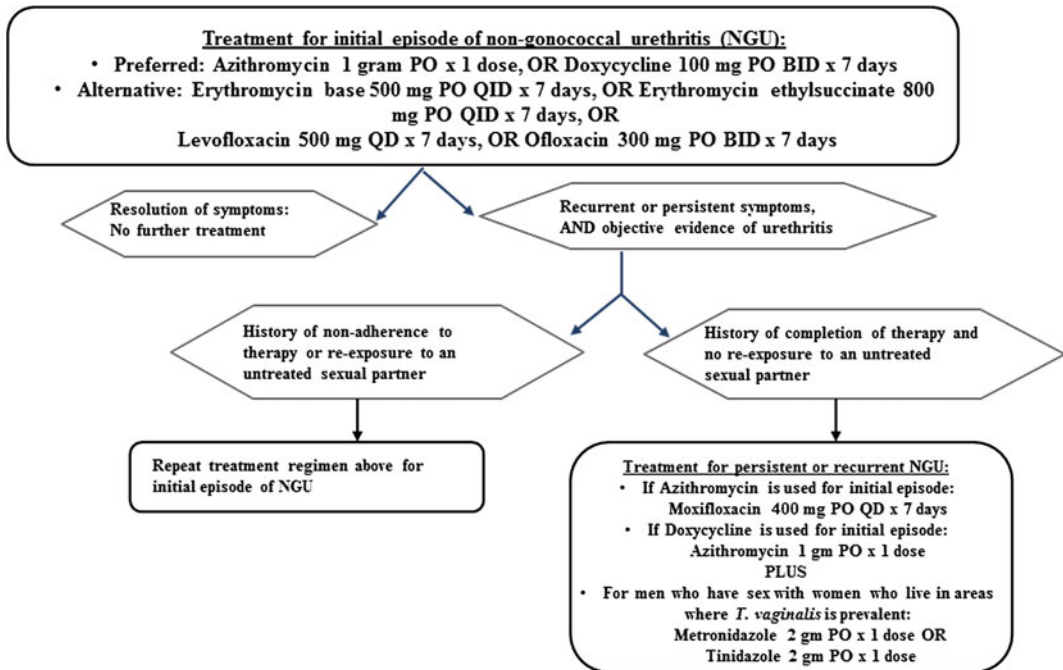 Treatment for initial episode of non-gonococcal urethritis (NGU):
• Preferred: Azithromycin 1 gram PO x 1 dose, OR Doxycycline 100 mg PO BID x 7 days
• Alternative: Erythromycin base 500 mg PO QID x 7 days, OR Erythromycin ethylsuccinate 800
mg PO QID x 7 days, OR
Levofloxacin 500 mg QD x 7 days, OR Ofloxacin 300 mg PO BID x 7 days
Resolution of symptoms:
No further treatment
Recurrent or persistent symptoms,
AND objective evidence of urethritis
History of non-adherence to
therapy or re-exposure to an
untreated sexual partner
History of completion of therapy and
no re-exposure to an untreated
sexual partner
Repeat treatment regimen above for
initial episode of NGU
Treatment for persistent or recurrent NGU:
• If Azithromycin is used for initial episode:
Moxifloxacin 400 mg PO QD x 7 days
• If Doxycycline is used for initial episode:
Azithromycin 1 gm PO x 1 dose
PLUS
• For men who have sex with women who live in areas
where T. vaginalis is prevalent:
Metronidazole 2 gm PO x 1 dose OR
Tinidazole 2 gm PO x 1 dose